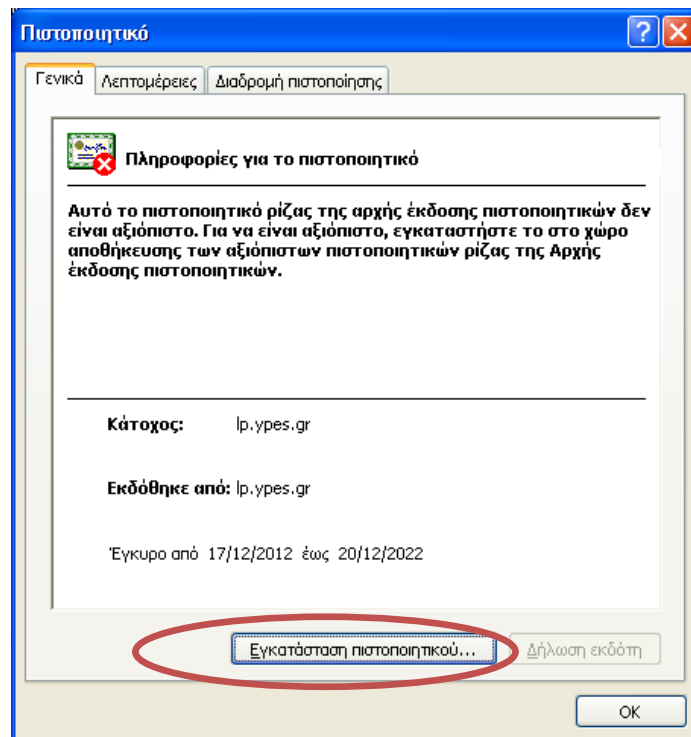 Πιστοποιητικό
Γενικά Λεπτομέρειες Διαδρομή πιστοποίησης
Πληροφορίες για το πιστοποιητικό
Αυτό το πιστοποιητικό ρίζας της αρχής έκδοσης πιστοποιητικών δεν
είναι αξιόπιστο. Για να είναι αξιόπιστο, εγκαταστήστε το στο χώρο
αποθήκευσης των αξιόπιστων πιστοποιητικών ρίζας της Αρχής
έκδοσης πιστοποιητικών.
Κάτοχος: lp.ypes.gr
Εκδόθηκε από: lp.ypes.gr
Έγκυρο από 17/12/2012 έως 20/12/2022
Εγκατάσταση πιστοποιητικού... Δήλωση εκδότη
OK